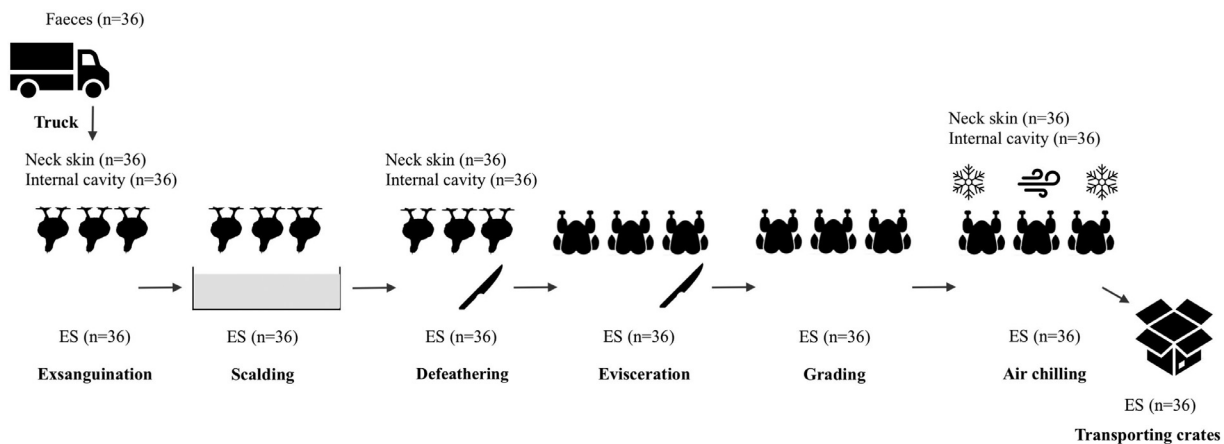 Faeces (n=36)
Truck
Neck skin (n=36)
Internal cavity (n=36)
Neck skin (n=36)
Internal cavity (n=36)
Neck skin (n=36)
Internal cavity (n=36)
ES (n=36)
ES (n=36)
ES (n=36)
ES (n=36)
ES (n=36)
ES (n=36)
Exsanguination
Scalding
Defeathering
Evisceration
Grading
Air chilling
ES (n=36)
Transporting crates